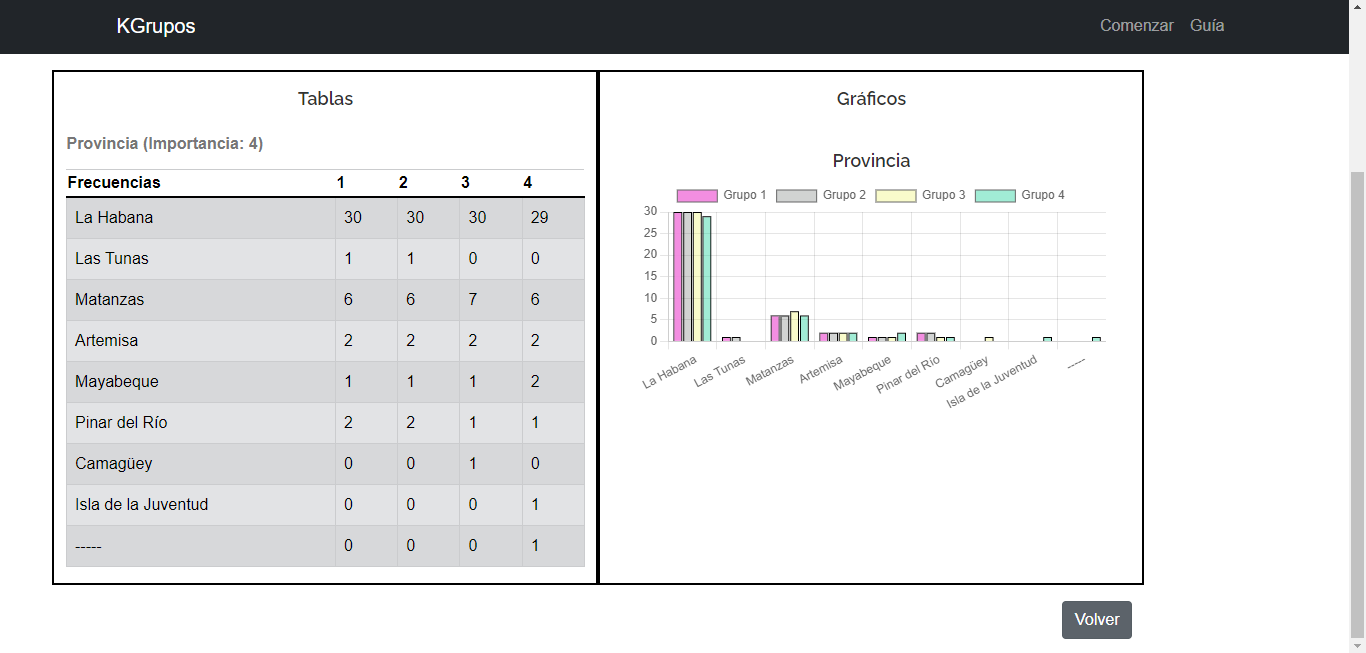 KGrupos Comenzar Guía
Tablas
Provincia (Importancia: 4)
Frecuencias 1 2 3 4
La Habana 30 30 30 29
Las Tunas 1 1 0 0
Matanzas 6 6 7 6
Artemisa 2 2 2 2
Mayabeque 1 1 1 2
Pinar del Río 2 2 1 1
Camagüey 0 0 1 0
Isla de la Juventud 0 0 0 1
----- 0 0 0 1
Gráficos
Provincia
Grupo 1 Grupo 2 Grupo 3 Grupo 4
30
25
20
15
10
5
0
La Habana Las Tunas Matanzas Artemisa Mayabeque Pinar del Río Camagüey Isla de la Juventud -----
Volver